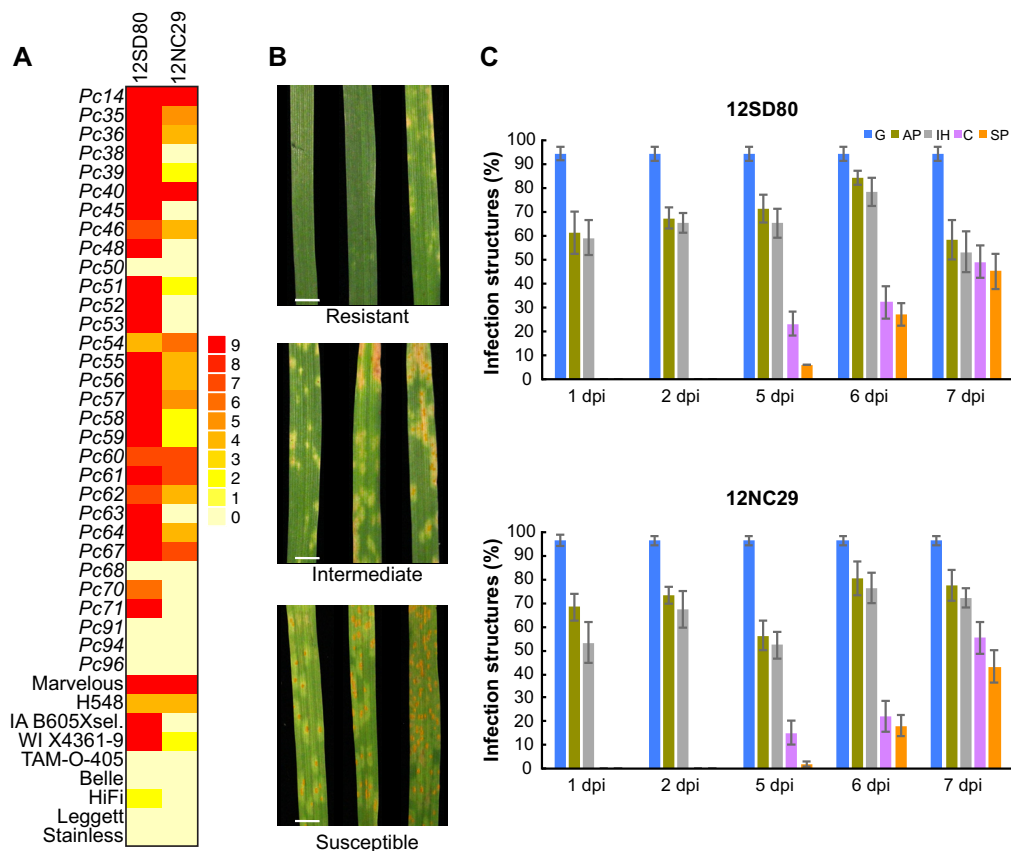 A
12SD80
12NC29
Pc14
Pc35
Pc36
Pc38
Pc39
Pc40
Pc45
Pc46
Pc48
Pc50
Pc51
Pc52
Pc53
Pc54
Pc55
Pc56
Pc57
Pc58
Pc59
Pc60
Pc61
Pc62
Pc63
Pc64
Pc67
Pc68
Pc70
Pc71
Pc91
Pc94
Pc96
Marvelous
H548
IA B605Xsel.
WI X4361-9
TAM-O-405
Belle
HiFi
Leggett
Stainless
9
8
7
6
5
4
3
2
1
0
B
Resistant
Intermediate
Susceptible
C
12SD80
G AP IH C SP
Infection structures (%)
100
90
80
70
60
50
40
30
20
10
0
1 dpi 2 dpi 5 dpi 6 dpi 7 dpi
12NC29
Infection structures (%)
100
90
80
70
60
50
40
30
20
10
0
1 dpi 2 dpi 5 dpi 6 dpi 7 dpi